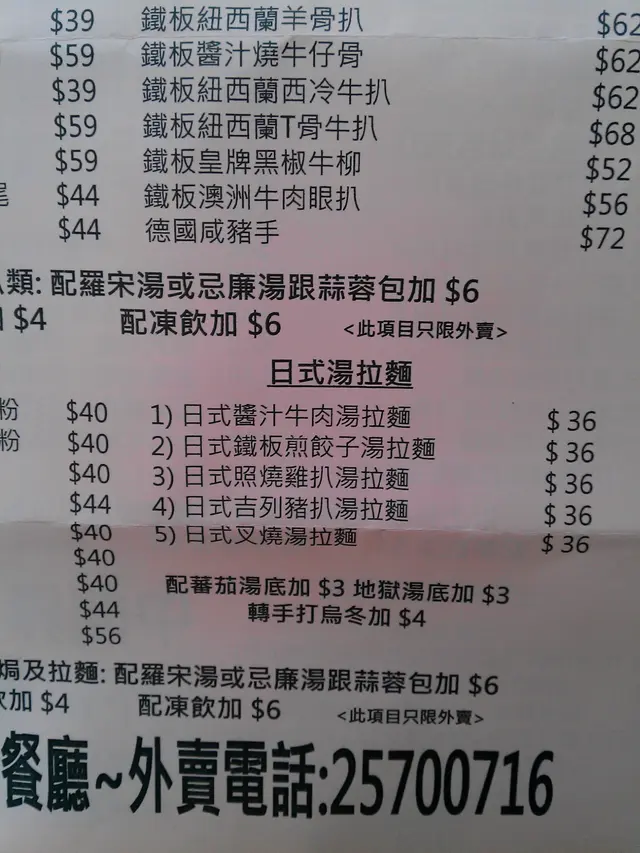 $39 鐵板紐西蘭羊骨扒 $62
$59 鐵板醬汁燒牛仔骨 $62
$39 鐵板紐西蘭西冷牛扒 $62
$59 鐵板紐西蘭T骨牛扒 $68
$59 鐵板皇牌黑椒牛柳 $52
尾 $44 鐵板澳洲牛肉眼扒 $56
$44 德國咸豬手 $72
類: 配羅宋湯或忌廉湯跟蒜蓉包加 $6
$4 配凍飲加 $6 <此項目只限外賣>
日式湯拉麵
粉 $40 1) 日式醬汁牛肉湯拉麵 $ 36
粉 $40 2) 日式鐵板煎餃子湯拉麵 $ 36
$40 3) 日式照燒雞扒湯拉麵 $ 36
$44 4) 日式吉列豬扒湯拉麵 $ 36
$40 5) 日式叉燒湯拉麵 $ 36
$40
$40 配蕃茄湯底加 $3 地獄湯底加 $3
$44 轉手打烏冬加 $4
$56
焗及拉麵: 配羅宋湯或忌廉湯跟蒜蓉包加 $6
飲加 $4 配凍飲加 $6 <此項目只限外賣>
餐廳~外賣電話:25700716